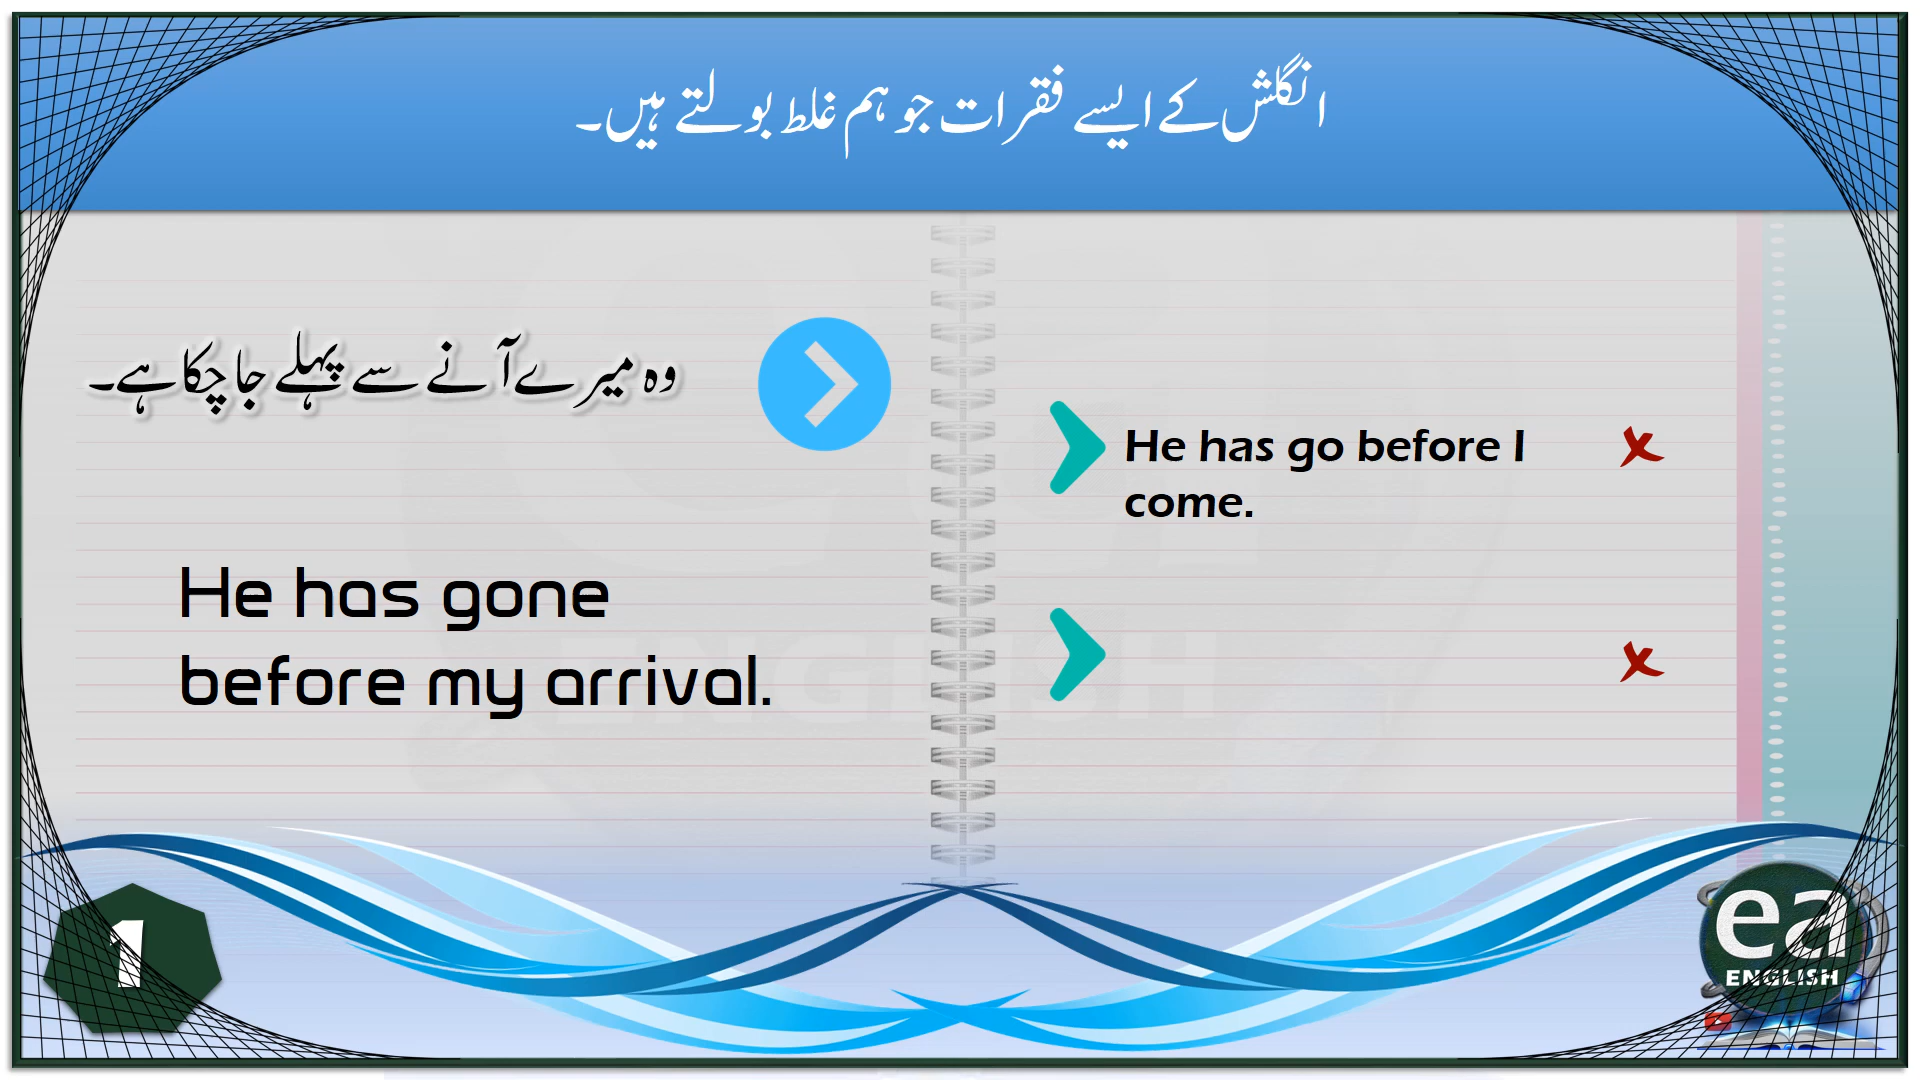 انگلش کے ایسے فقرات جو ہم غلط بولتے ہیں۔
وہ میرے آنے سے پہلے جا چکا ہے۔
He has gone
before my arrival.
He has go before I
come.
ENGLISH
1
ea
ENGLISH